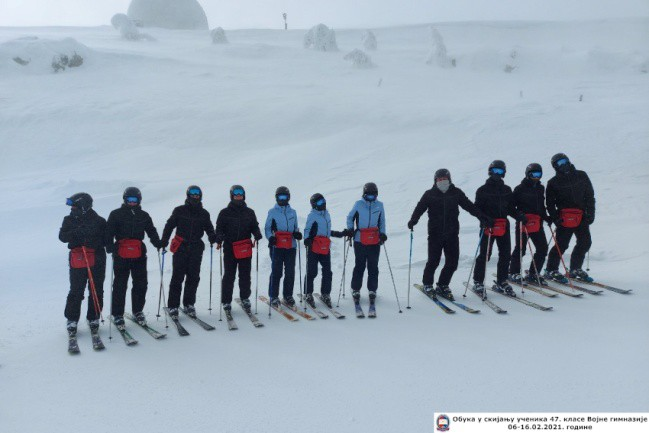 Обука у скијању ученика 47. класе Војне гимназије
06-16.02.2021. године